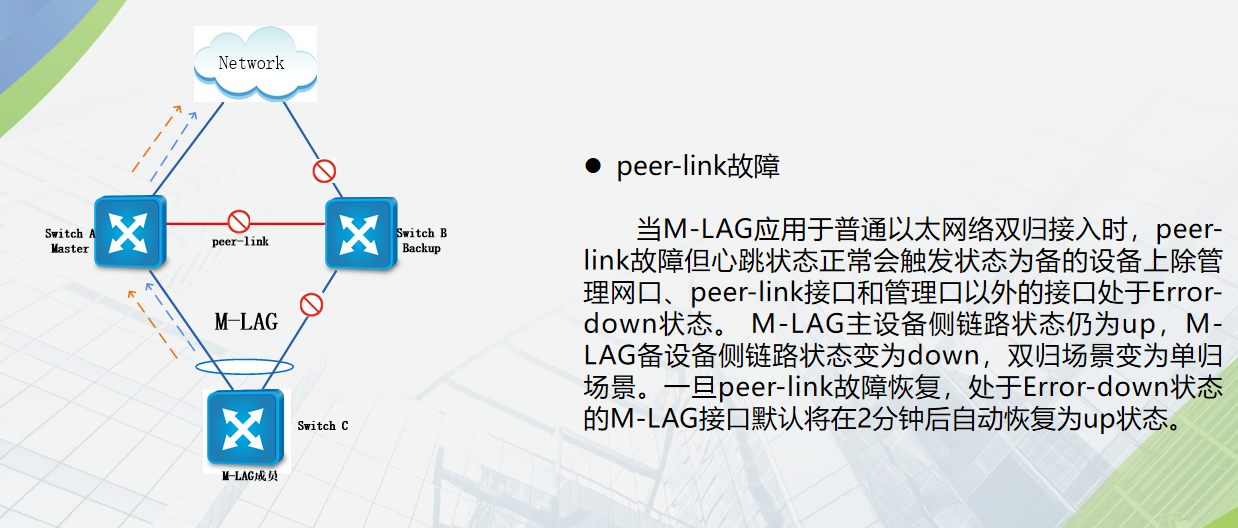 Network
Switch A
Master
peer-link
Switch B
Backup
M-LAG
Switch C
M-LAG成员
● peer-link故障
当M-LAG应用于普通以太网络双归接入时，peer-
link故障但心跳状态正常会触发状态为备的设备上除管
理网口、peer-link接口和管理口以外的接口处于Error-
down状态。 M-LAG主设备侧链路状态仍为up，M-
LAG备设备侧链路状态变为down，双归场景变为单归
场景。一旦peer-link故障恢复，处于Error-down状态
的M-LAG接口默认将在2分钟后自动恢复为up状态。